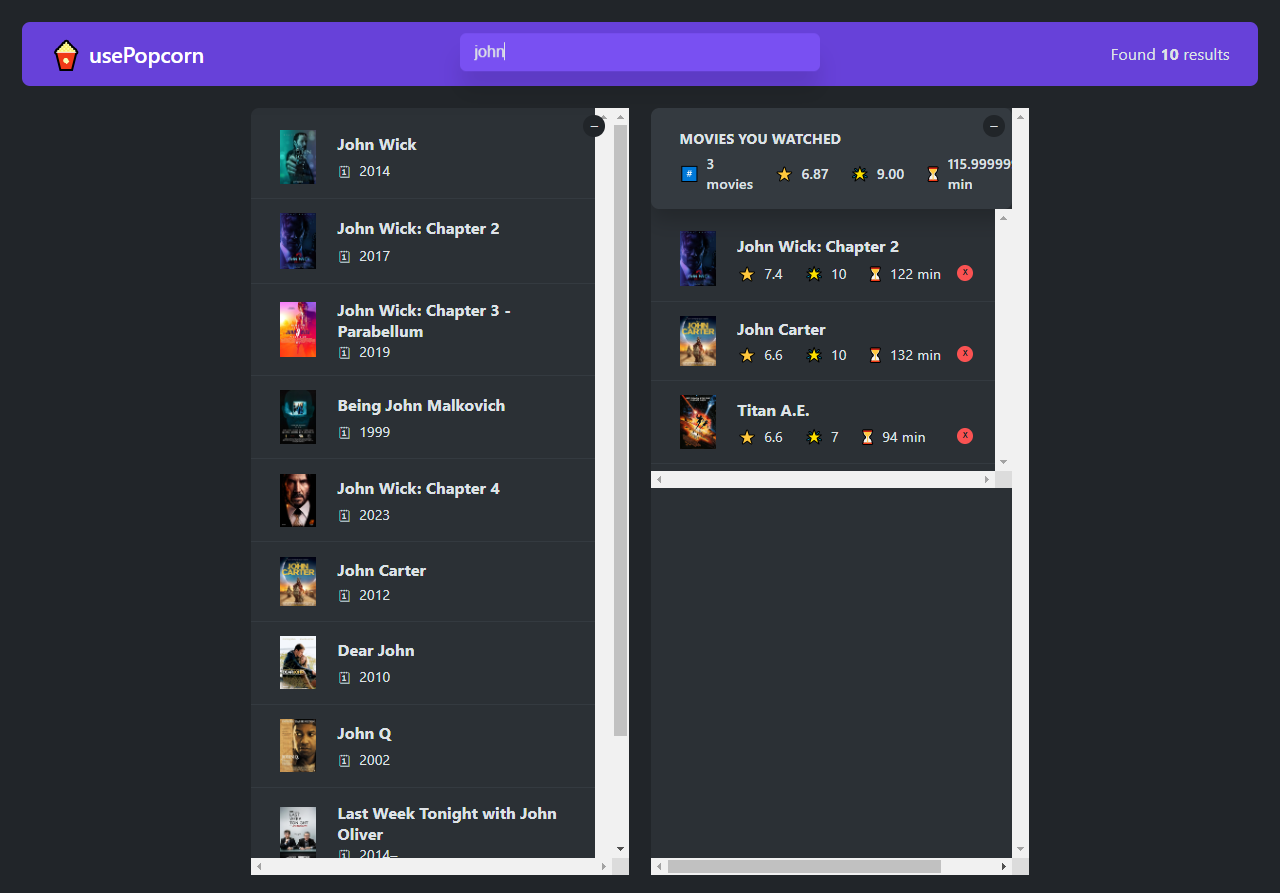 usePopcorn
john
Found 10 results
John Wick
2014
John Wick: Chapter 2
2017
John Wick: Chapter 3 -
Parabellum
2019
Being John Malkovich
1999
John Wick: Chapter 4
2023
John Carter
2012
Dear John
2010
John Q
2002
Last Week Tonight with John
Oliver
2014–
MOVIES YOU WATCHED
# 3 movies 6.87 9.00 115.99999 min
John Wick: Chapter 2
7.4 10 122 min X
John Carter
6.6 10 132 min X
Titan A.E.
6.6 7 94 min X